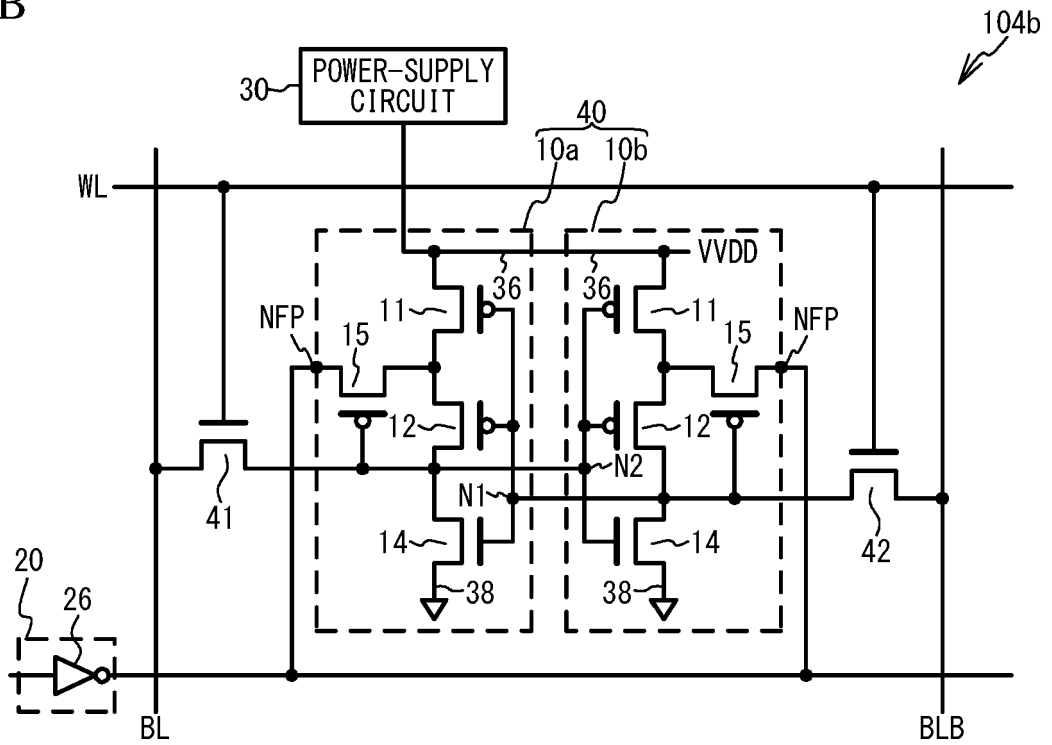 B
104b
POWER-SUPPLY
CIRCUIT
30
40
10a
10b
WL
VVDD
36
36
11
11
NFP
NFP
15
15
12
12
N2
N1
41
42
14
14
38
38
20
26
BL
BLB